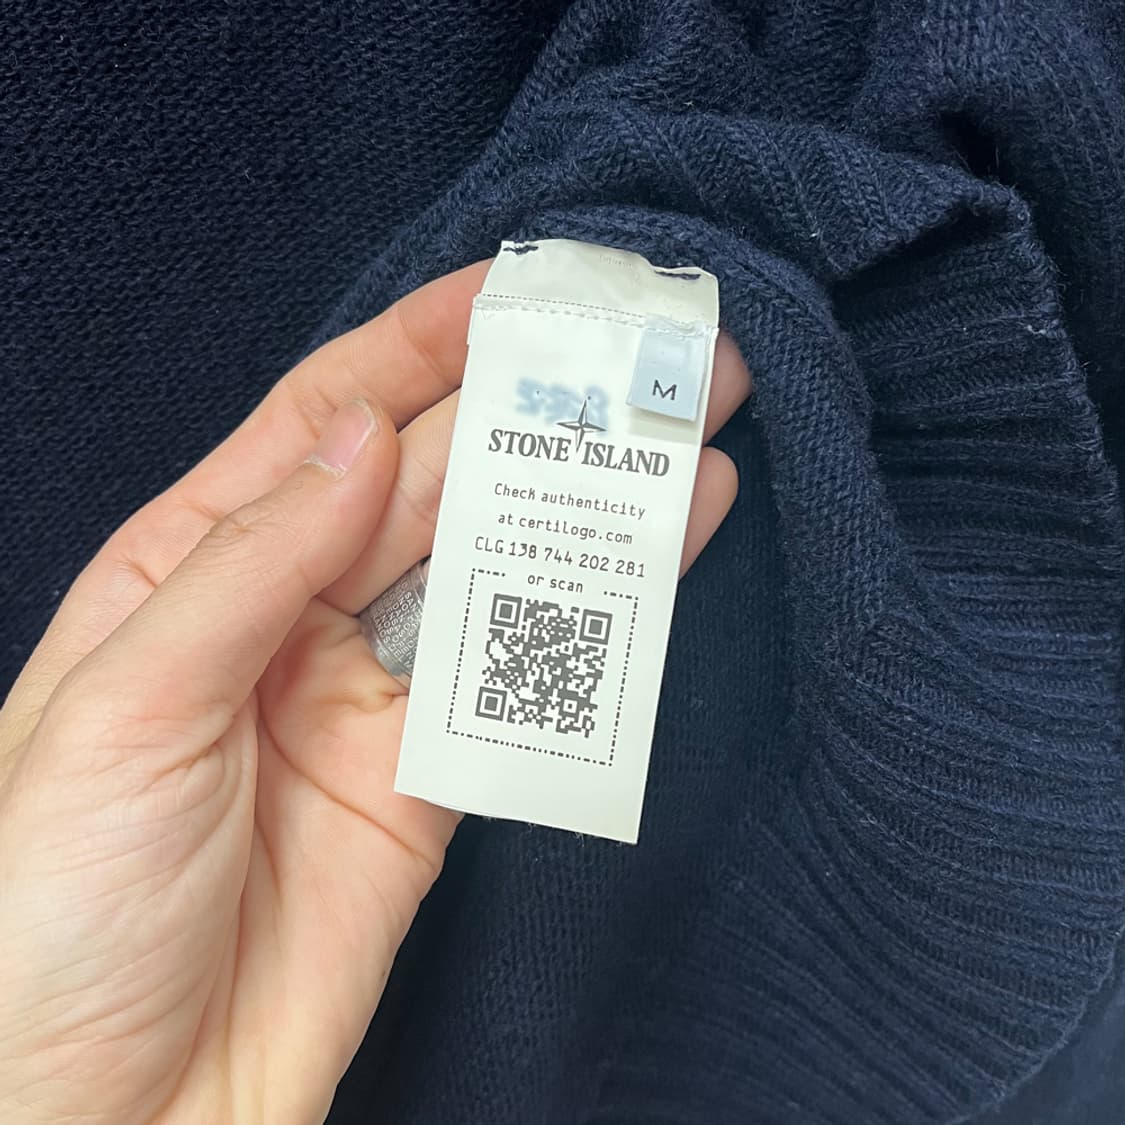 M
STONE ISLAND
Check authenticity
at certilogo.com
CLG 138 744 202 281
or scan